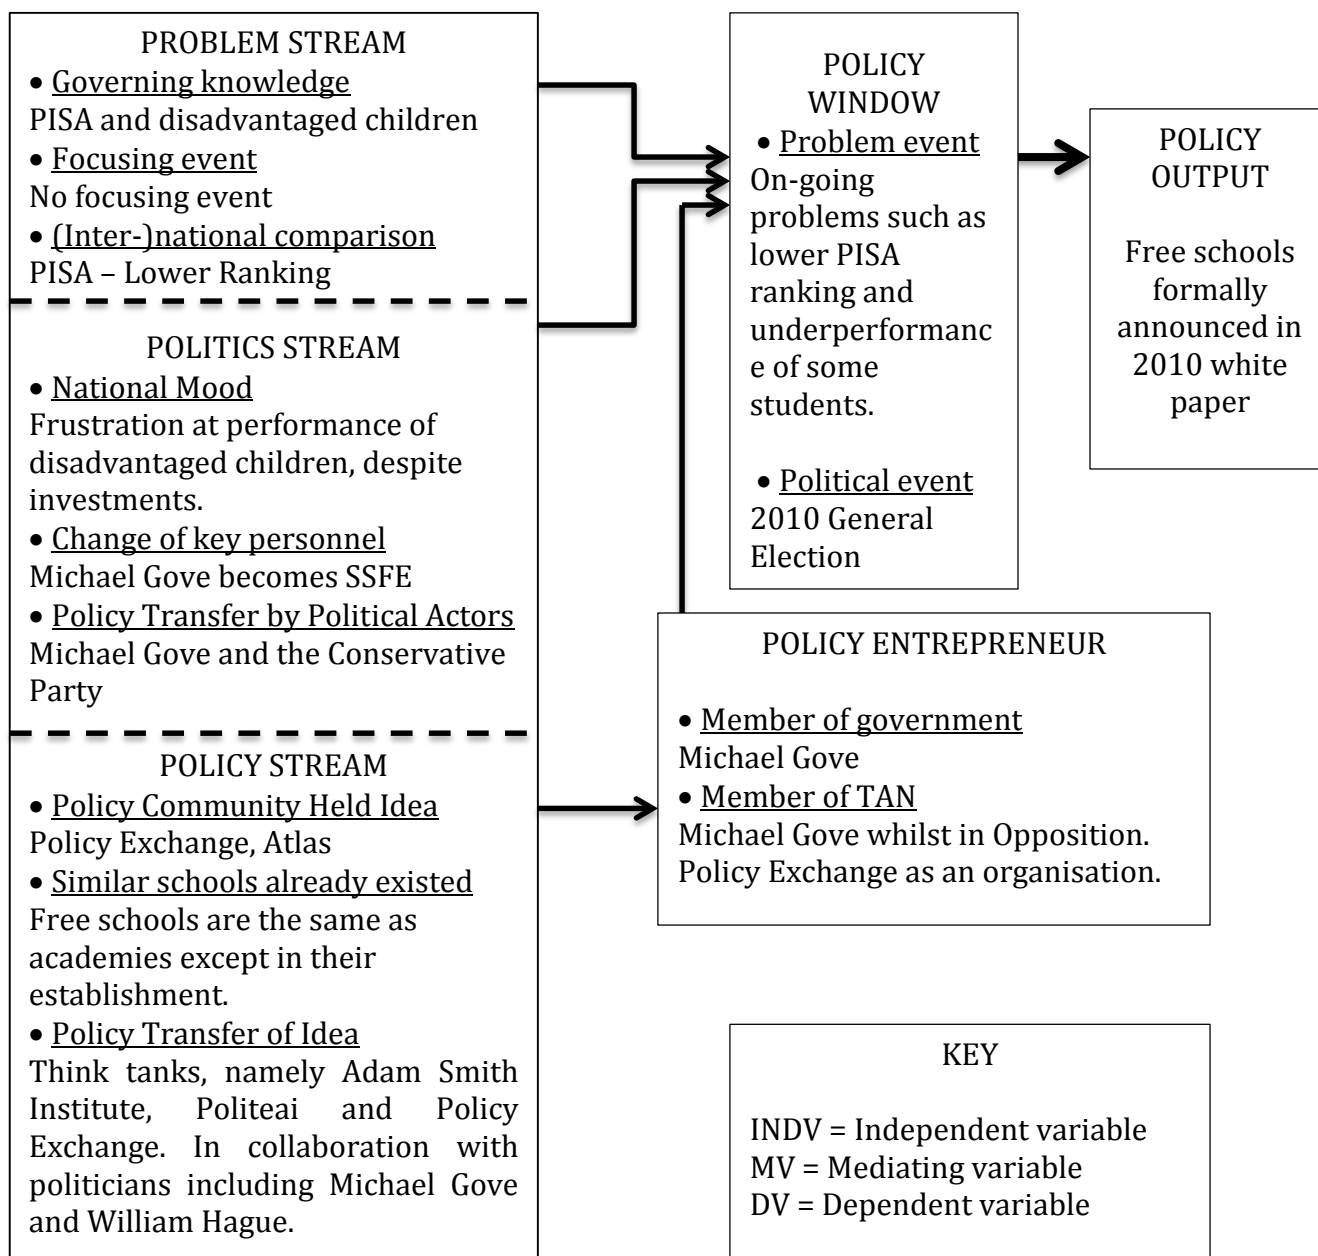 PROBLEM STREAM
• Governing knowledge
PISA and disadvantaged children
• Focusing event
No focusing event
• (Inter-)national comparison
PISA – Lower Ranking
POLITICS STREAM
• National Mood
Frustration at performance of
disadvantaged children, despite
investments.
• Change of key personnel
Michael Gove becomes SSFE
• Policy Transfer by Political Actors
Michael Gove and the Conservative
Party
POLICY STREAM
• Policy Community Held Idea
Policy Exchange, Atlas
• Similar schools already existed
Free schools are the same as
academies except in their
establishment.
• Policy Transfer of Idea
Think tanks, namely Adam Smith
Institute, Politeai and Policy
Exchange. In collaboration with
politicians including Michael Gove
and William Hague.
POLICY
WINDOW
• Problem event
On-going
problems such as
lower PISA
ranking and
underperformanc
e of some
students.
• Political event
2010 General
Election
POLICY
OUTPUT
Free schools
formally
announced in
2010 white
paper
POLICY ENTREPRENEUR
• Member of government
Michael Gove
• Member of TAN
Michael Gove whilst in Opposition.
Policy Exchange as an organisation.
KEY
INDV = Independent variable
MV = Mediating variable
DV = Dependent variable